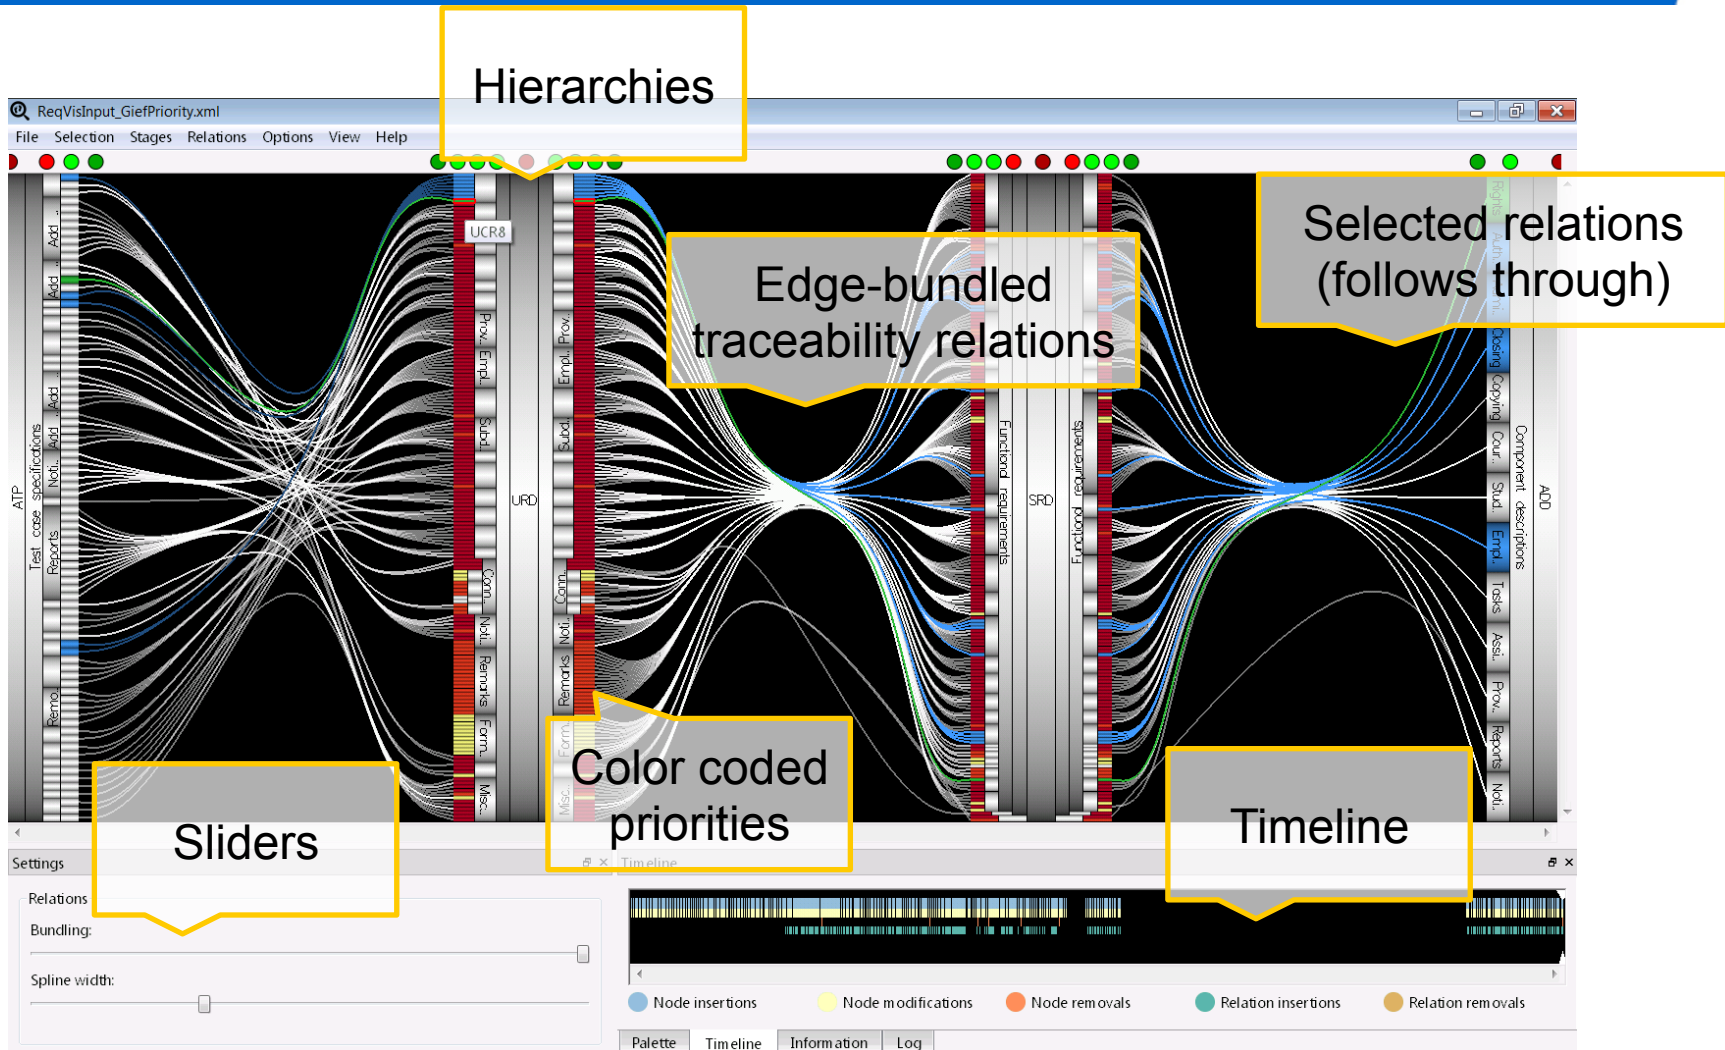 Hierarchies
ReqVisInput_GiefPriority.xml
File Selection Stages Relations Options View Help
Selected relations
(follows through)
Edge-bundled
traceability relations
Color coded
priorities
Sliders
Timeline
UCR8
ATP
Test case specifications
Add ..
Add ..
Add ..
Add ..
Noti..
Reports
Remo..
Prov..
Empl..
Subd..
Conn..
Noti..
Remarks
Form..
Misc..
URD
Prov..
Empl..
Subd..
Conn..
Noti..
Remarks
Form..
Misc..
Functional requirements
SRD
Functional requirements
Rights
Closing
Copying
Cour..
Stud..
Empl..
Tasks
Assi..
Prov..
Reports
Noti..
Component descriptions
ADD
Settings
Relations
Bundling:
Spline width:
Timeline
Node insertions
Node modifications
Node removals
Relation insertions
Relation removals
Palette Timeline Information Log